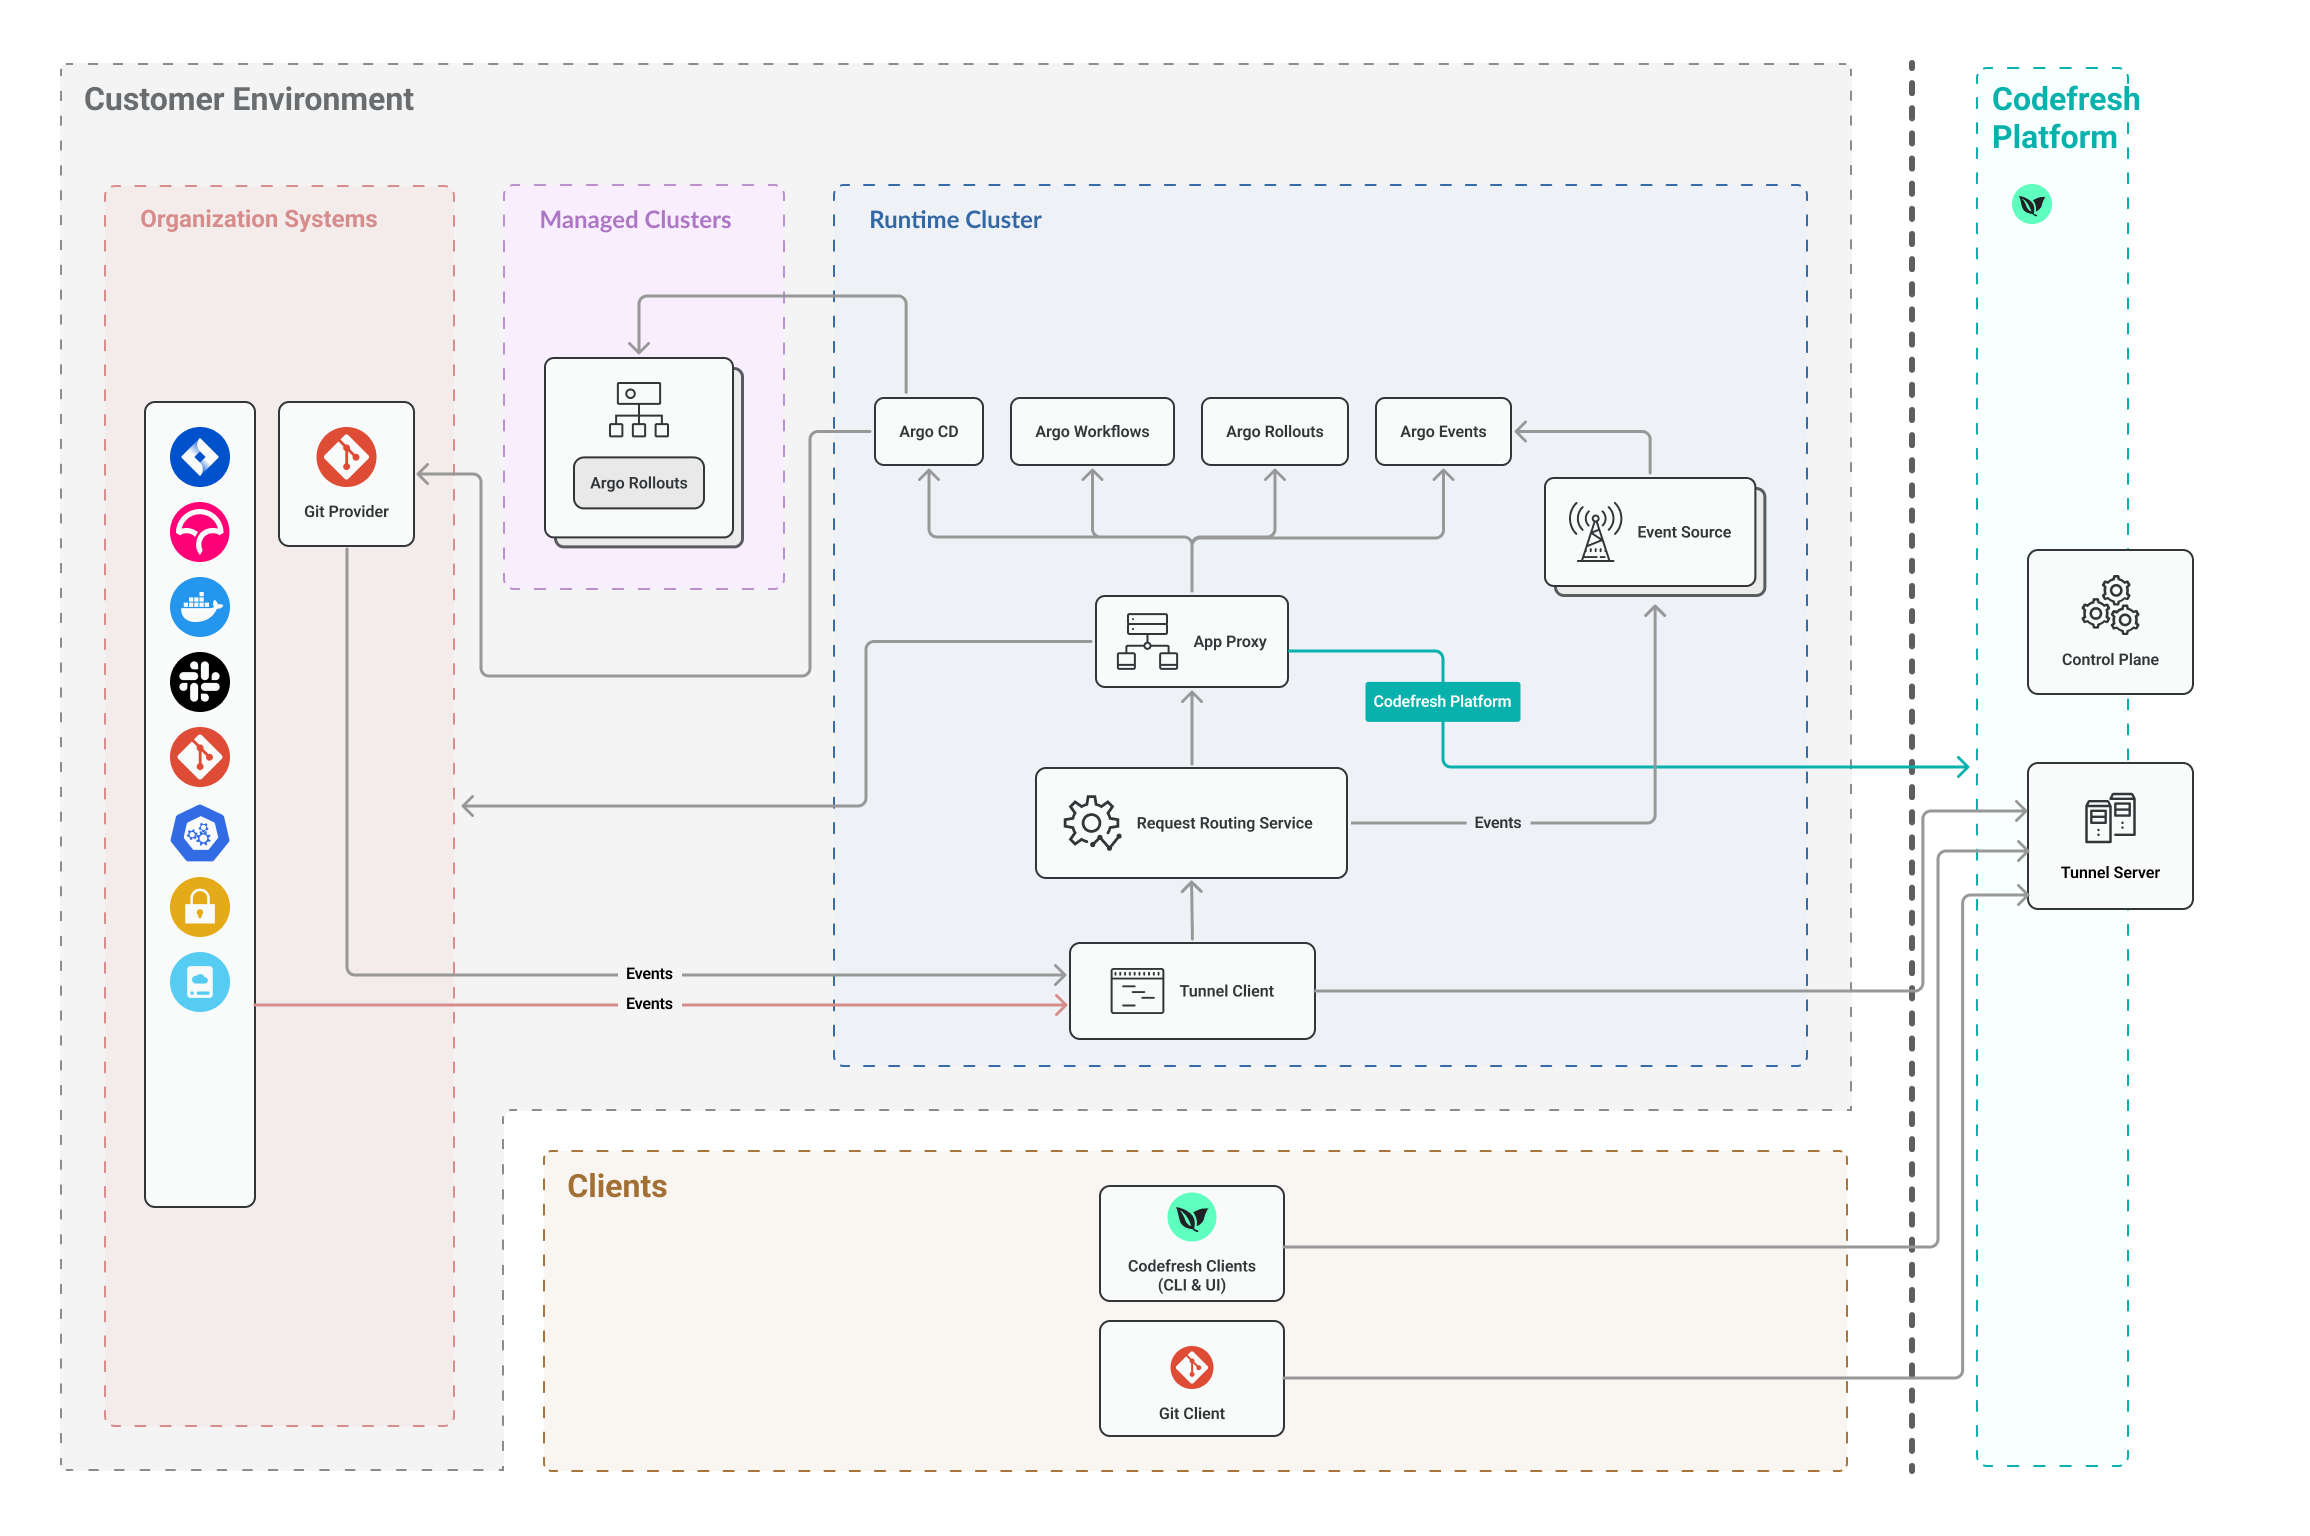 Customer Environment
Codefresh
Platform
Organization Systems
Managed Clusters
Runtime Cluster
Argo CD
Argo Workflows
Argo Rollouts
Argo Events
Argo Rollouts
Git Provider
Event Source
App Proxy
Control Plane
Codefresh Platform
Request Routing Service
Events
Tunnel Server
Events
Events
Tunnel Client
Clients
Codefresh Clients
(CLI & UI)
Git Client